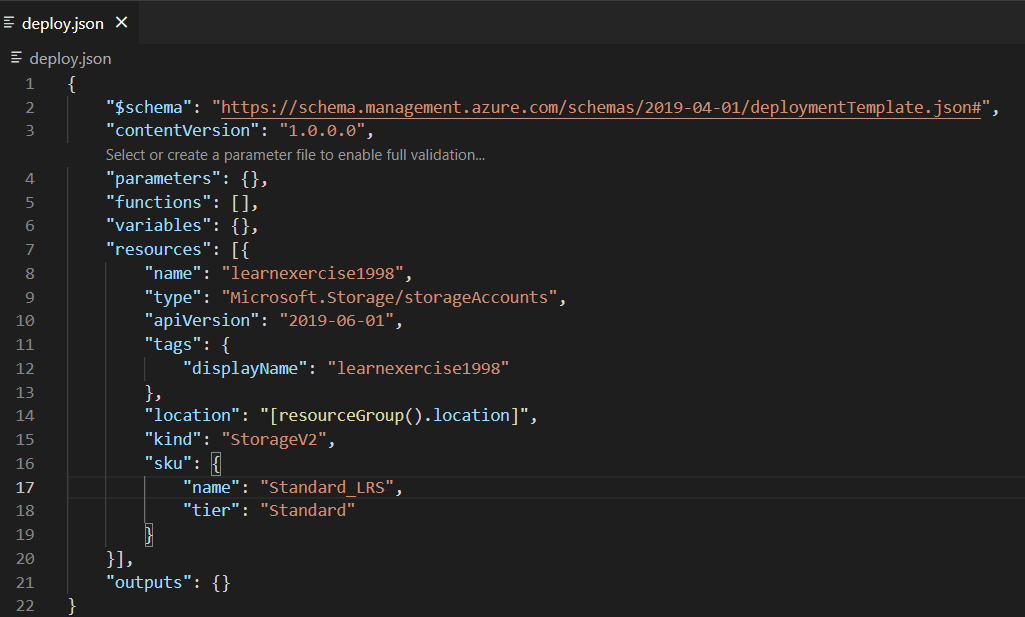 deploy.json
deploy.json
1 {
2 "$schema": "https://schema.management.azure.com/schemas/2019-04-01/deploymentTemplate.json#",
3 "contentVersion": "1.0.0.0",
Select or create a parameter file to enable full validation...
4 "parameters": {},
5 "functions": [],
6 "variables": {},
7 "resources": [{
8 "name": "learnexercise1998",
9 "type": "Microsoft.Storage/storageAccounts",
10 "apiVersion": "2019-06-01",
11 "tags": {
12 "displayName": "learnexercise1998"
13 },
14 "location": "[resourceGroup().location]",
15 "kind": "StorageV2",
16 "sku": {
17 "name": "Standard_LRS",
18 "tier": "Standard"
19 }
20 }],
21 "outputs": {}
22 }